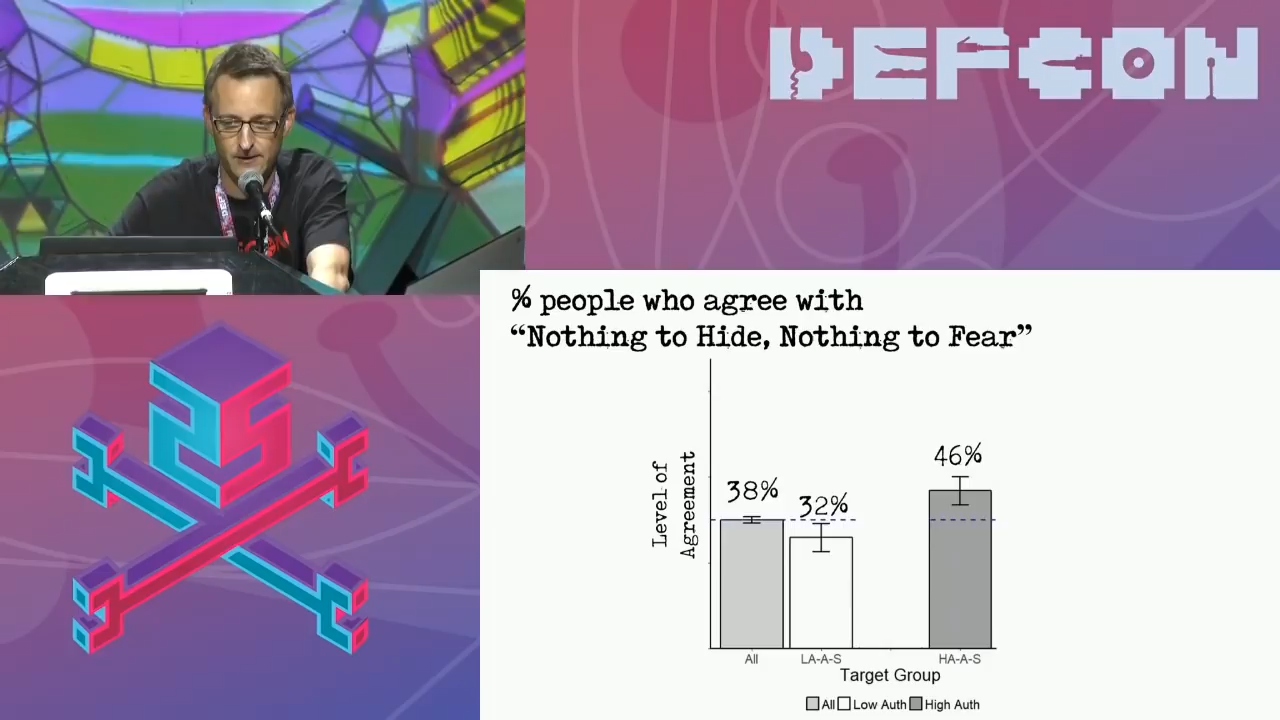 DEFCON
% people who agree with
“Nothing to Hide, Nothing to Fear”
Level of
Agreement
38%
32%
46%
All
LA-A-S
HA-A-S
Target Group
All Low Auth High Auth